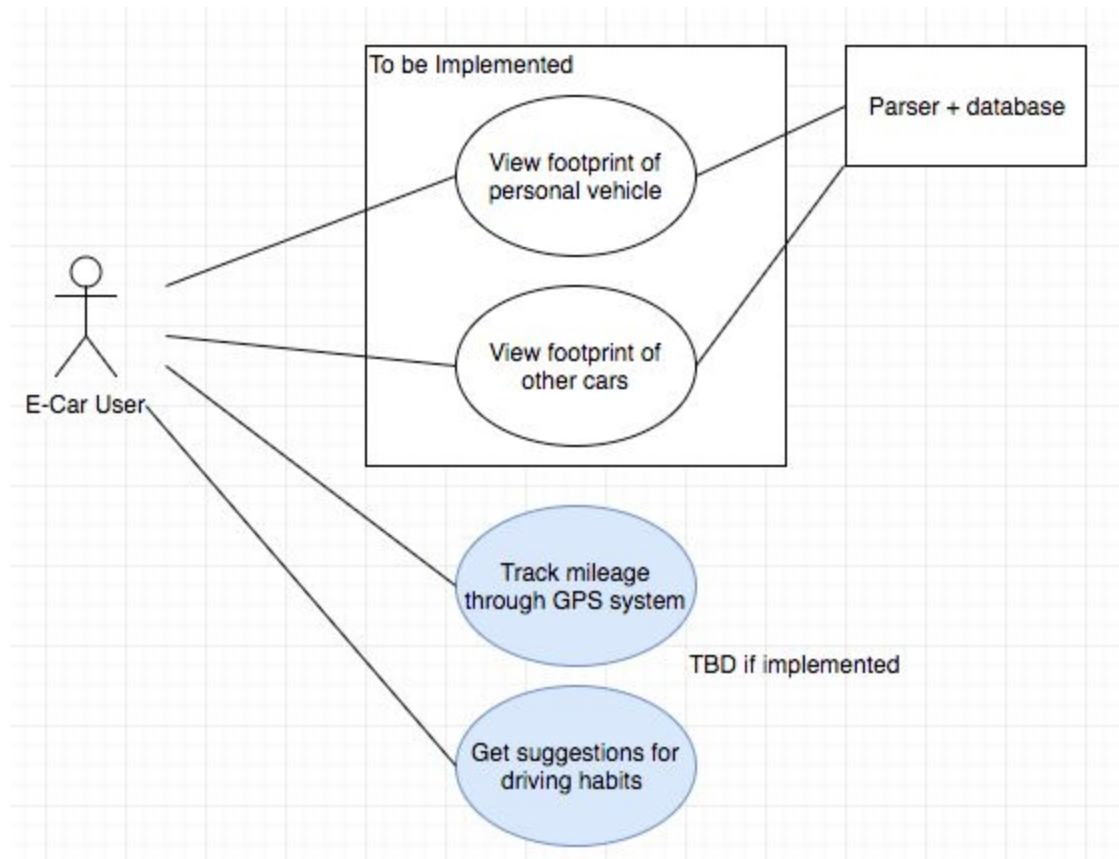 To be Implemented
Parser + database
View footprint of
personal vehicle
View footprint of
other cars
E-Car User
Track mileage
through GPS system
TBD if implemented
Get suggestions for
driving habits